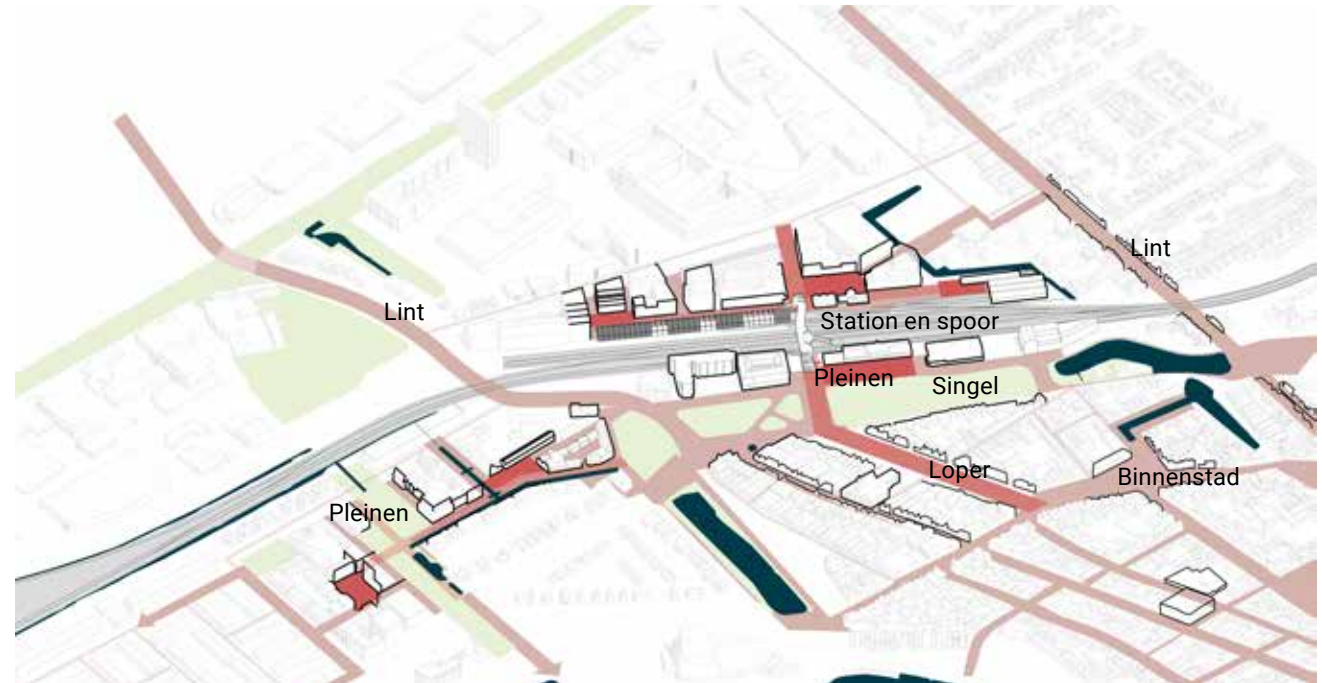 Lint
Lint
Station en spoor
Pleinen
Singel
Loper
Binnenstad
Pleinen